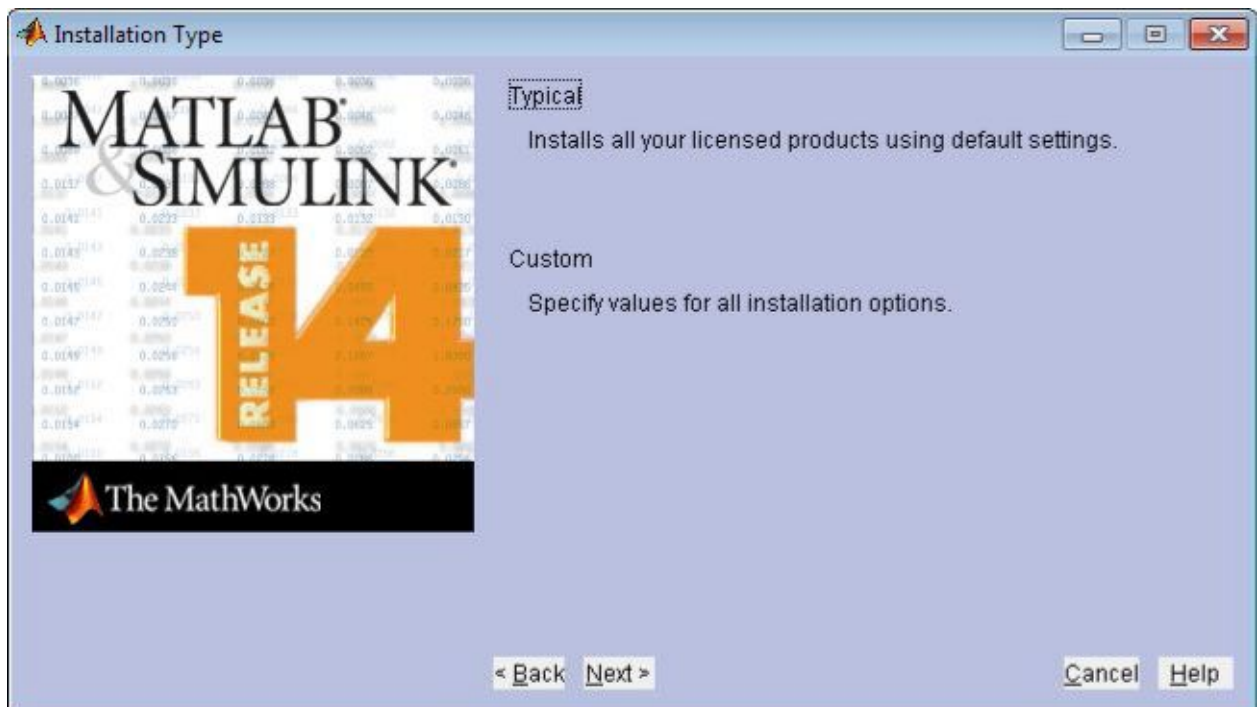 Installation Type
MATLAB®
& SIMULINK®
RELEASE
14
The MathWorks
Typical
Installs all your licensed products using default settings.
Custom
Specify values for all installation options.
< Back
Next >
Cancel
Help